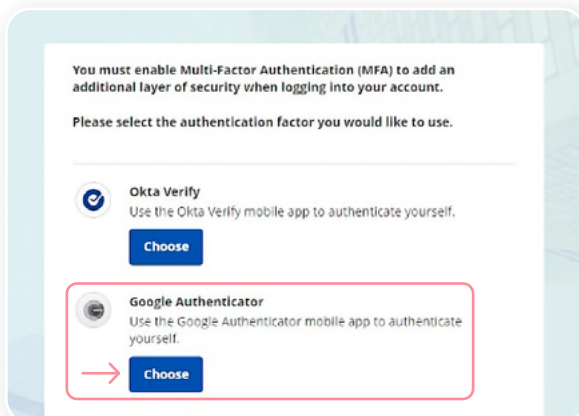 You must enable Multi-Factor Authentication (MFA) to add an
additional layer of security when logging into your account.
Please select the authentication factor you would like to use.
Okta Verify
Use the Okta Verify mobile app to authenticate yourself.
Choose
Google Authenticator
Use the Google Authenticator mobile app to authenticate
yourself.
Choose